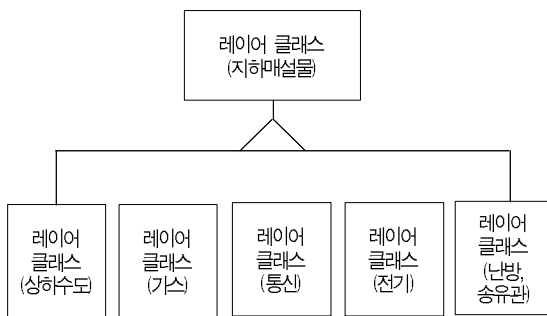 레이어 클래스
(지하매설물)
레이어
클래스
(상하수도)
레이어
클래스
(가스)
레이어
클래스
(통신)
레이어
클래스
(전기)
레이어
클래스
(난방,
송유관)